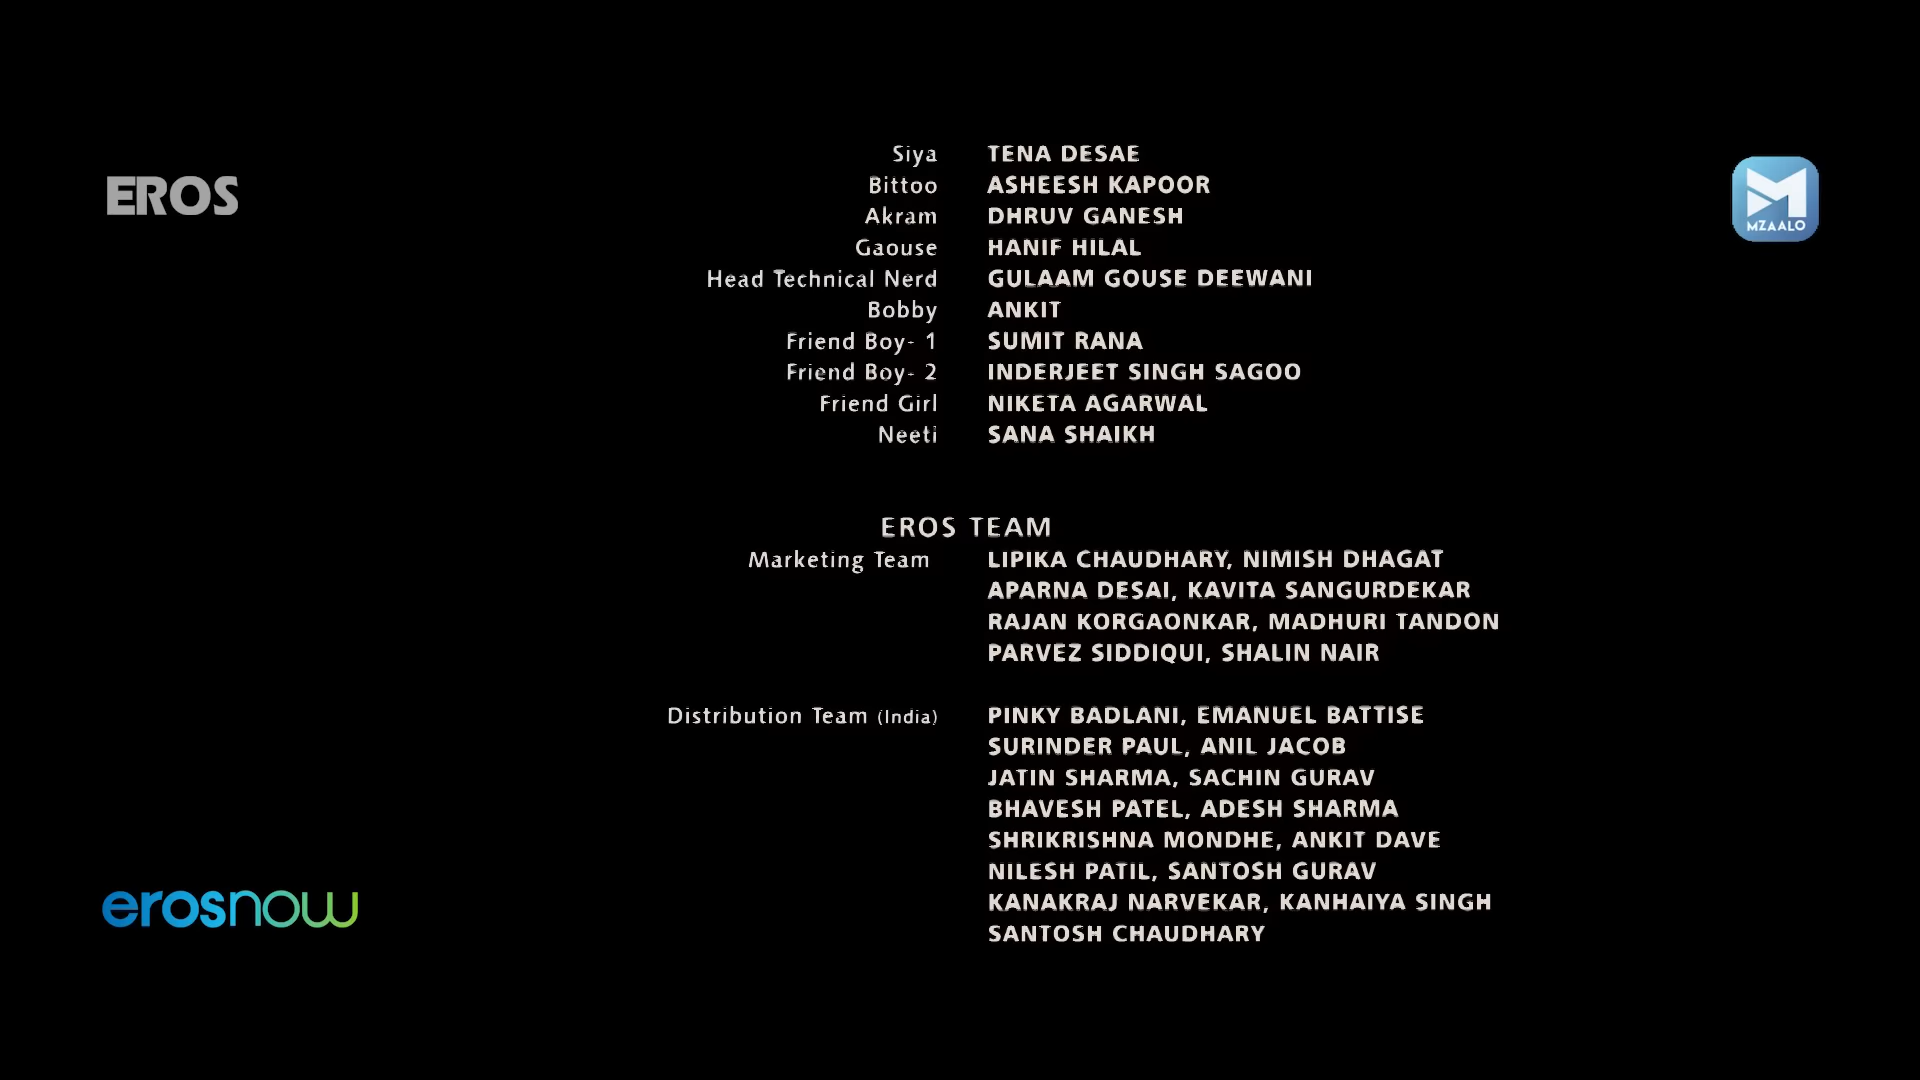 EROS
MZAALO
Siya TENA DESAE
Bittoo ASHEESH KAPOOR
Akram DHRUV GANESH
Gaouse HANIF HILAL
Head Technical Nerd GULAAM GOUSE DEEWANI
Bobby ANKIT
Friend Boy- 1 SUMIT RANA
Friend Boy- 2 INDERJEET SINGH SAGOO
Friend Girl NIKETA AGARWAL
Neeti SANA SHAIKH
EROS TEAM
Marketing Team LIPIKA CHAUDHARY, NIMISH DHAGAT
APARNA DESAI, KAVITA SANGURDEKAR
RAJAN KORGAONKAR, MADHURI TANDON
PARVEZ SIDDIQUI, SHALIN NAIR
Distribution Team (India) PINKY BADLANI, EMANUEL BATTISE
SURINDER PAUL, ANIL JACOB
JATIN SHARMA, SACHIN GURAV
BHAVESH PATEL, ADESH SHARMA
SHRIKRISHNA MONDHE, ANKIT DAVE
NILESH PATIL, SANTOSH GURAV
KANAKRAJ NARVEKAR, KANHAIYA SINGH
SANTOSH CHAUDHARY
erosnow